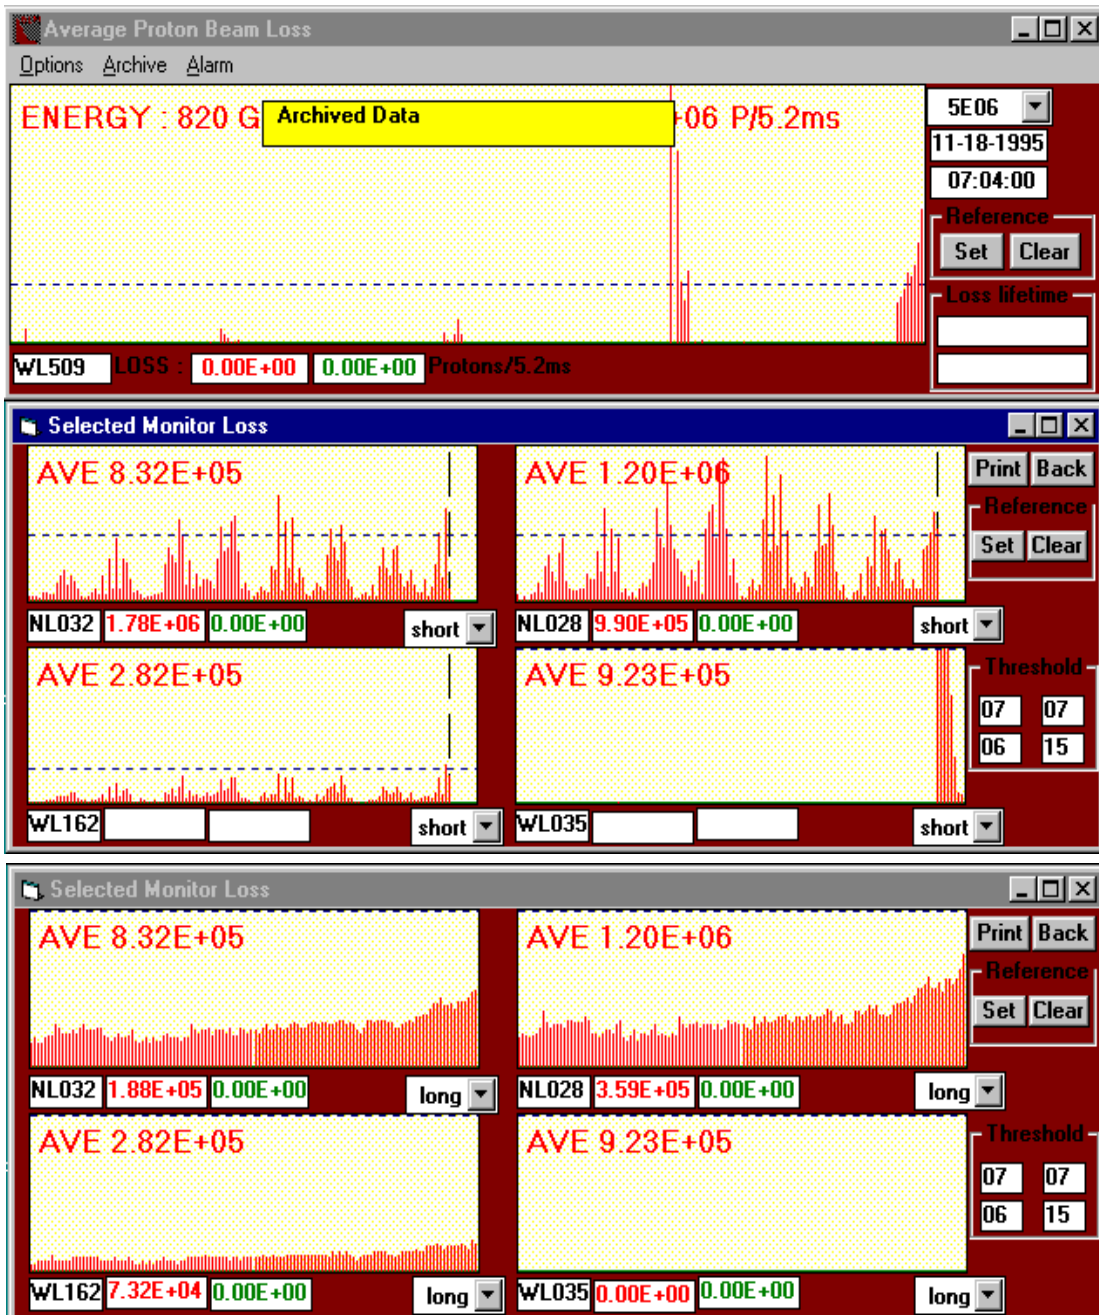 Average Proton Beam Loss
Options Archive Alarm
ENERGY : 820 G Archived Data +06 P/5.2ms
5E06
11-18-1995
07:04:00
Reference
Set Clear
Loss lifetime
WL509 LOSS : 0.00E+00 0.00E+00 Protons/5.2ms
Selected Monitor Loss
AVE 8.32E+05 AVE 1.20E+06 Print Back
Reference
Set Clear
NL032 1.78E+06 0.00E+00 short NL028 9.90E+05 0.00E+00 short
AVE 2.82E+05 AVE 9.23E+05 Threshold
07 07
06 15
WL162 short WL035 short
Selected Monitor Loss
AVE 8.32E+05 AVE 1.20E+06 Print Back
Reference
Set Clear
NL032 1.88E+05 0.00E+00 long NL028 3.59E+05 0.00E+00 long
AVE 2.82E+05 AVE 9.23E+05 Threshold
07 07
06 15
WL162 7.32E+04 0.00E+00 long WL035 0.00E+00 0.00E+00 long